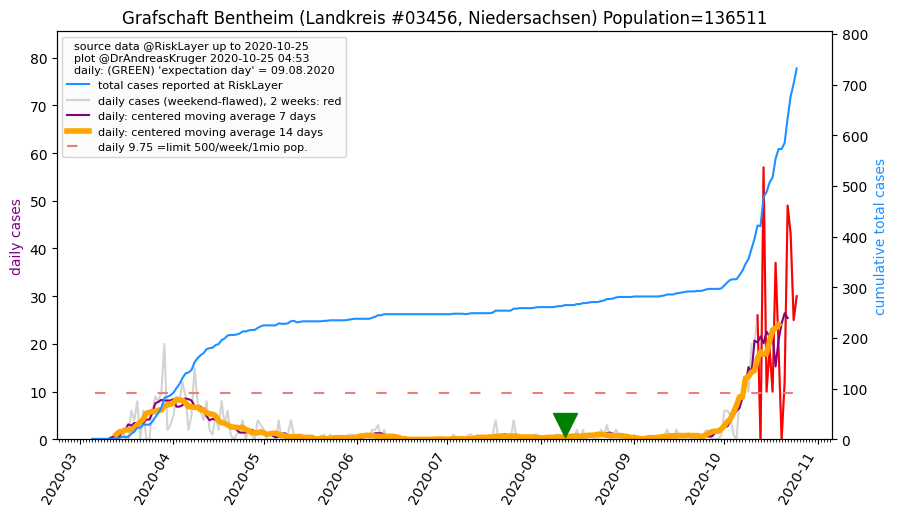 Grafschaft Bentheim (Landkreis #03456, Niedersachsen) Population=136511
source data @RiskLayer up to 2020-10-25
plot @DrAndreasKruger 2020-10-25 04:53
daily: (GREEN) 'expectation day' = 09.08.2020
total cases reported at RiskLayer
daily cases (weekend-flawed), 2 weeks: red
daily: centered moving average 7 days
daily: centered moving average 14 days
daily 9.75 =limit 500/week/1mio pop.
daily cases
80
70
60
50
40
30
20
10
0
cumulative total cases
800
700
600
500
400
300
200
100
0
2020-03
2020-04
2020-05
2020-06
2020-07
2020-08
2020-09
2020-10
2020-11